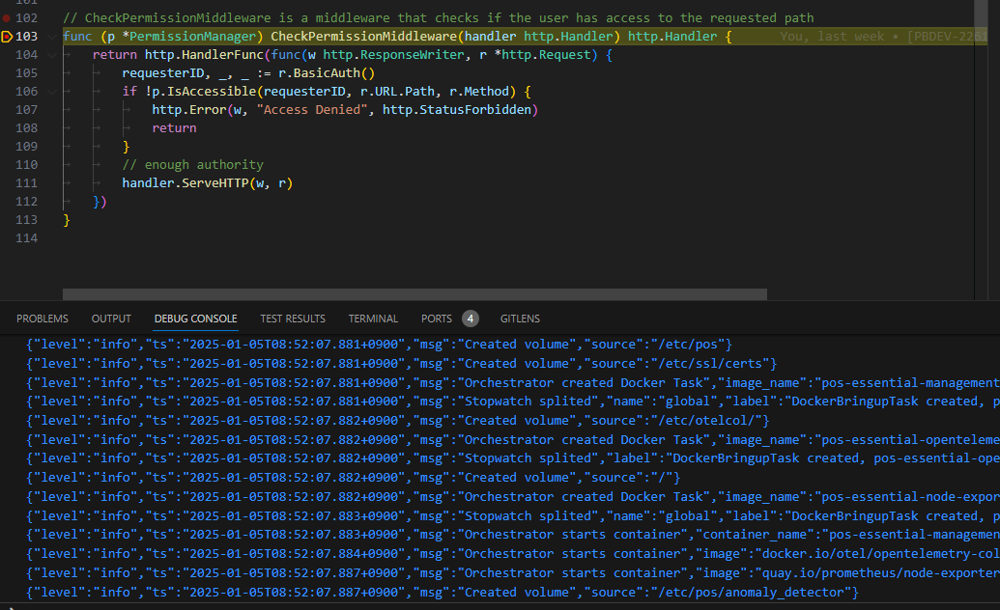 102 // CheckPermissionMiddleware is a middleware that checks if the user has access to the requested path
103 func (p *PermissionManager) CheckPermissionMiddleware(handler http.Handler) http.Handler { You, last week • [PBDEV-2261
104 return http.HandlerFunc(func(w http.ResponseWriter, r *http.Request) {
105 requesterID, _, _ := r.BasicAuth()
106 if !p.IsAccessible(requesterID, r.URL.Path, r.Method) {
107 http.Error(w, "Access Denied", http.StatusForbidden)
108 return
109 }
110 // enough authority
111 handler.ServeHTTP(w, r)
112 })
113 }
114
PROBLEMS OUTPUT DEBUG CONSOLE TEST RESULTS TERMINAL PORTS 4 GITLENS
{"level":"info","ts":"2025-01-05T08:52:07.881+0900","msg":"Created volume","source":"/etc/pos"}
{"level":"info","ts":"2025-01-05T08:52:07.881+0900","msg":"Created volume","source":"/etc/ssl/certs"}
{"level":"info","ts":"2025-01-05T08:52:07.881+0900","msg":"Orchestrator created Docker Task","image_name":"pos-essential-management
{"level":"info","ts":"2025-01-05T08:52:07.881+0900","msg":"Stopwatch splited","name":"global","label":"DockerBringupTask created, p
{"level":"info","ts":"2025-01-05T08:52:07.882+0900","msg":"Created volume","source":"/etc/otelcol/"}
{"level":"info","ts":"2025-01-05T08:52:07.882+0900","msg":"Orchestrator created Docker Task","image_name":"pos-essential-openteleme
{"level":"info","ts":"2025-01-05T08:52:07.882+0900","msg":"Stopwatch splited","label":"DockerBringupTask created, pos-essential-ope
{"level":"info","ts":"2025-01-05T08:52:07.882+0900","msg":"Created volume","source":"/"}
{"level":"info","ts":"2025-01-05T08:52:07.882+0900","msg":"Orchestrator created Docker Task","image_name":"pos-essential-node-expor
{"level":"info","ts":"2025-01-05T08:52:07.883+0900","msg":"Stopwatch splited","name":"global","label":"DockerBringupTask created, p
{"level":"info","ts":"2025-01-05T08:52:07.883+0900","msg":"Orchestrator starts container","container_name":"pos-essential-managemen
{"level":"info","ts":"2025-01-05T08:52:07.884+0900","msg":"Orchestrator starts container","image":"docker.io/otel/opentelemetry-col
{"level":"info","ts":"2025-01-05T08:52:07.887+0900","msg":"Orchestrator starts container","image":"quay.io/prometheus/node-exporter
{"level":"info","ts":"2025-01-05T08:52:07.887+0900","msg":"Created volume","source":"/etc/pos/anomaly_detector"}